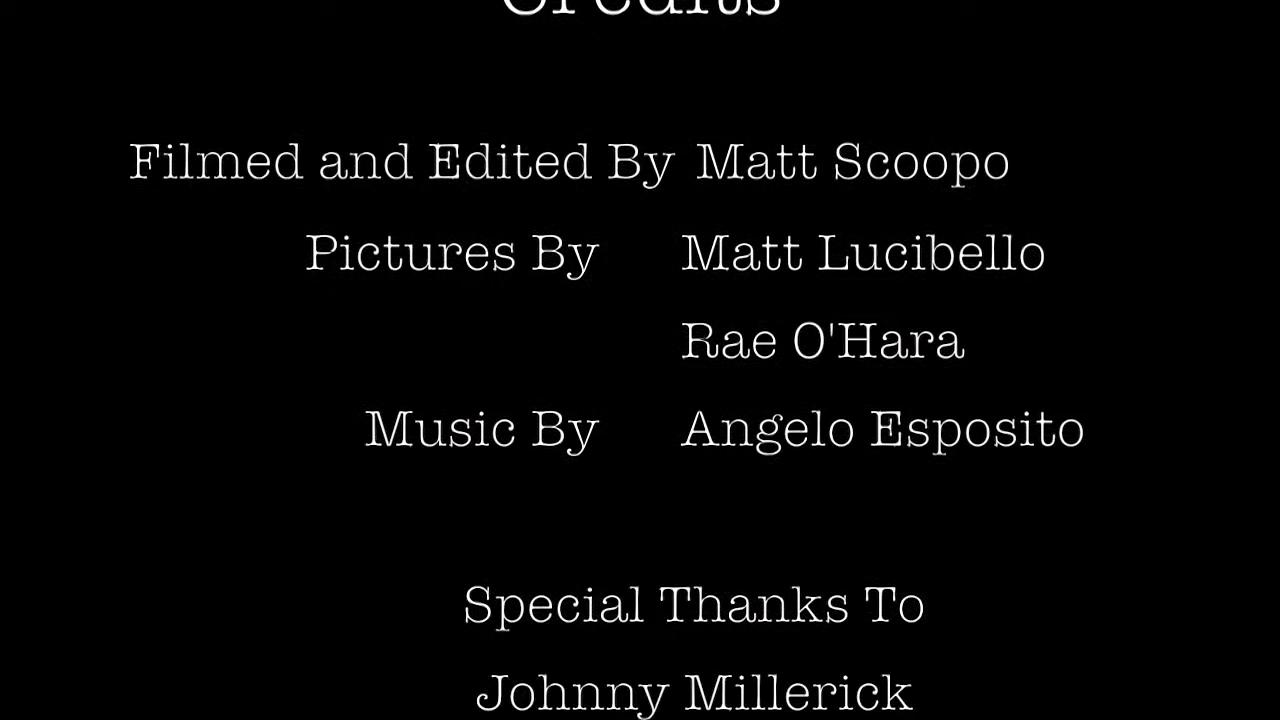 Credits
Filmed and Edited By Matt Scoopo
Pictures By Matt Lucibello
Rae O'Hara
Music By Angelo Esposito
Special Thanks To
Johnny Millerick